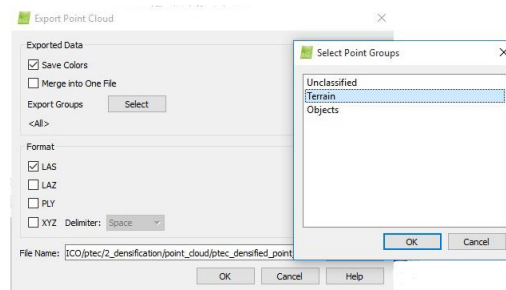 Export Point Cloud
Exported Data
Save Colors
Merge into One File
Export Groups Select
<All>
Format
LAS
LAZ
PLY
XYZ Delimiter: Space
File Name: ICO/ptec/2_densification/point_cloud/ptec_densified_point
OK Cancel Help
Select Point Groups
Unclassified
Terrain
Objects
OK Cancel